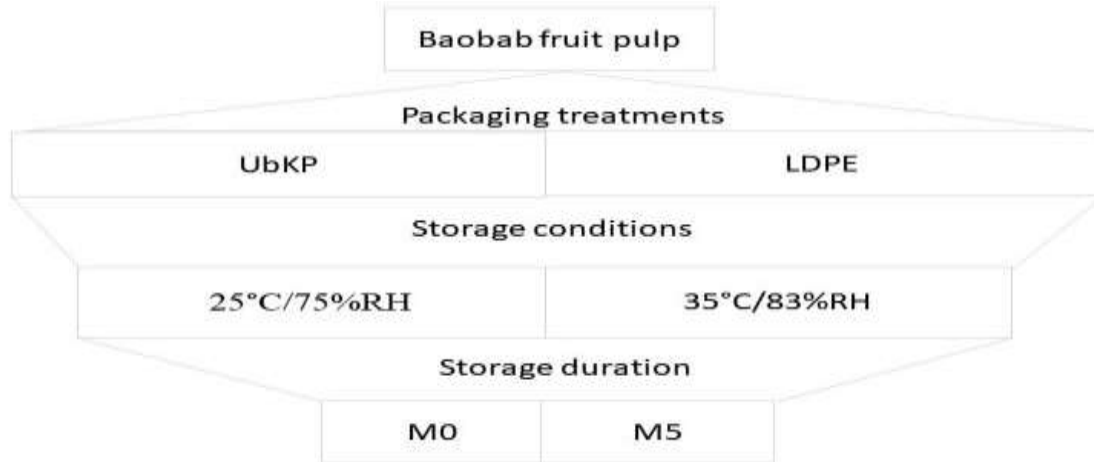 Baobab fruit pulp
Packaging treatments
UbKP LDPE
Storage conditions
25°C/75%RH 35°C/83%RH
Storage duration
M0 M5